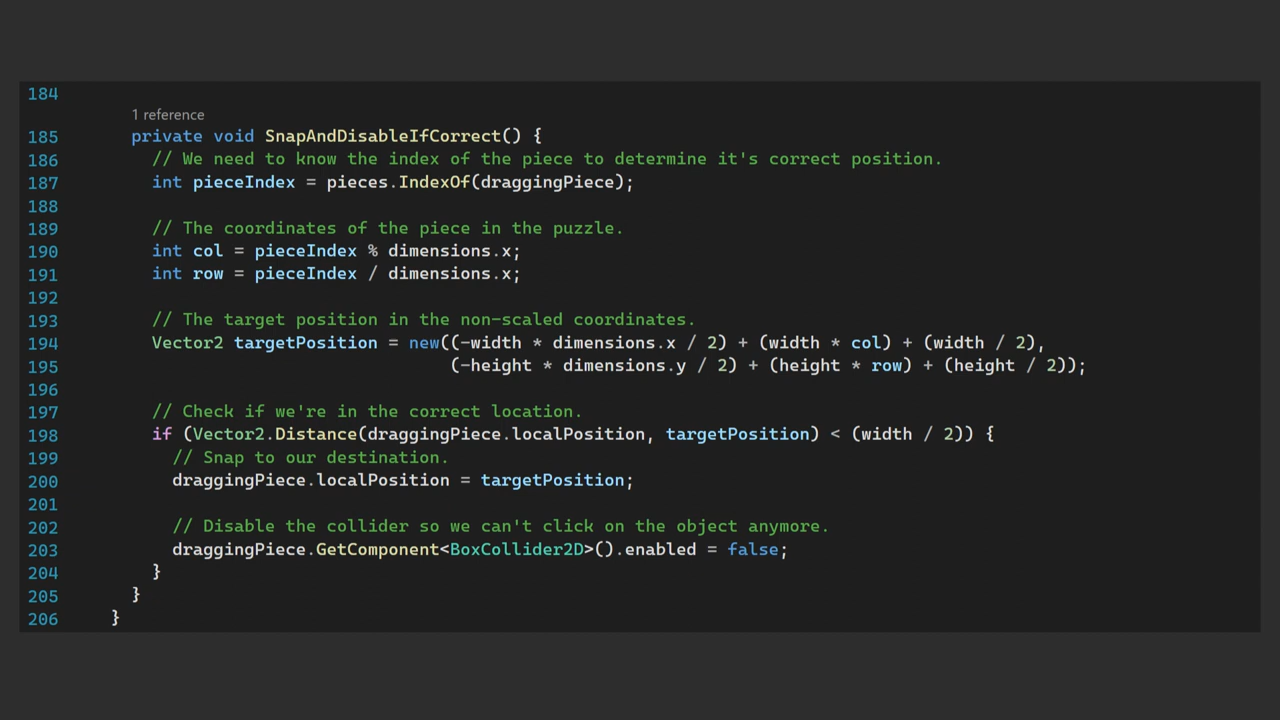 184
1 reference
185 private void SnapAndDisableIfCorrect() {
186 // We need to know the index of the piece to determine it's correct position.
187 int pieceIndex = pieces.IndexOf(draggingPiece);
188
189 // The coordinates of the piece in the puzzle.
190 int col = pieceIndex % dimensions.x;
191 int row = pieceIndex / dimensions.x;
192
193 // The target position in the non-scaled coordinates.
194 Vector2 targetPosition = new((-width * dimensions.x / 2) + (width * col) + (width / 2),
195 (-height * dimensions.y / 2) + (height * row) + (height / 2));
196
197 // Check if we're in the correct location.
198 if (Vector2.Distance(draggingPiece.localPosition, targetPosition) < (width / 2)) {
199 // Snap to our destination.
200 draggingPiece.localPosition = targetPosition;
201
202 // Disable the collider so we can't click on the object anymore.
203 draggingPiece.GetComponent<BoxCollider2D>().enabled = false;
204 }
205 }
206 }